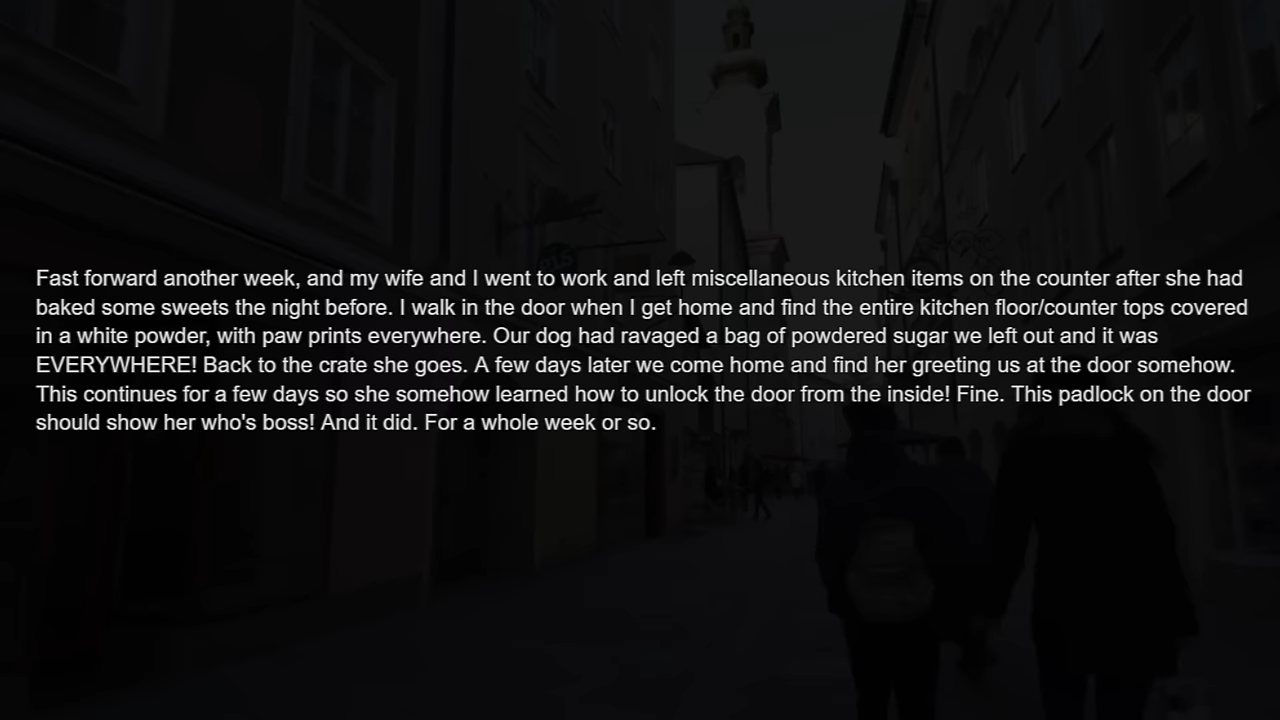 Fast forward another week, and my wife and I went to work and left miscellaneous kitchen items on the counter after she had
baked some sweets the night before. I walk in the door when I get home and find the entire kitchen floor/counter tops covered
in a white powder, with paw prints everywhere. Our dog had ravaged a bag of powdered sugar we left out and it was
EVERYWHERE! Back to the crate she goes. A few days later we come home and find her greeting us at the door somehow.
This continues for a few days so she somehow learned how to unlock the door from the inside! Fine. This padlock on the door
should show her who's boss! And it did. For a whole week or so.